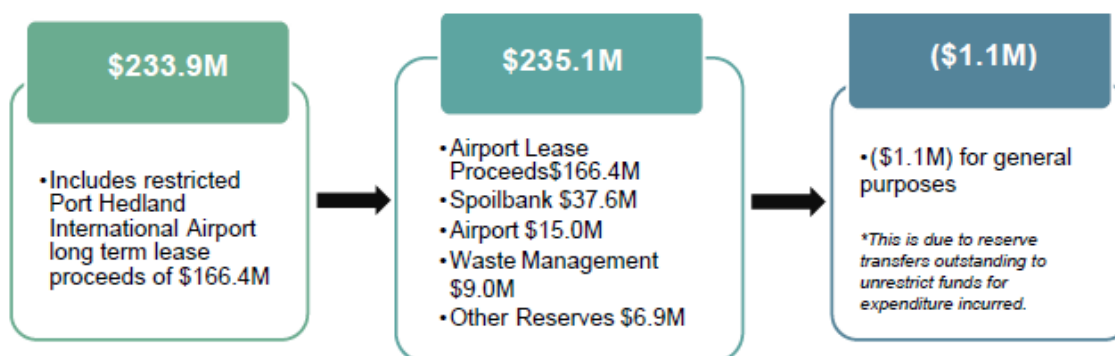 $233.9M
•Includes restricted
Port Hedland
International Airport
long term lease
proceeds of $166.4M
$235.1M
•Airport Lease
Proceeds$166.4M
•Spoilbank $37.6M
•Airport $15.0M
•Waste Management
$9.0M
•Other Reserves $6.9M
($1.1M)
•($1.1M) for general
purposes
*This is due to reserve
transfers outstanding to
unrestrict funds for
expenditure incurred.